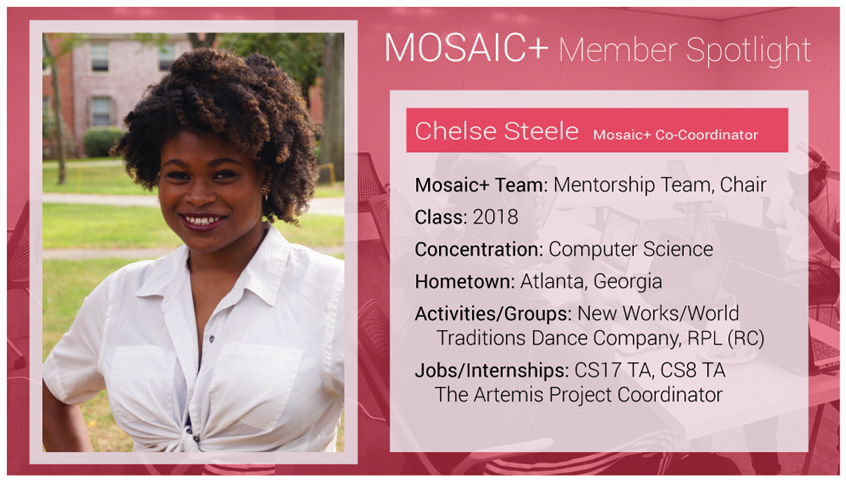 MOSAIC+ Member Spotlight
Chelse Steele Mosaic+ Co-Coordinator
Mosaic+ Team: Mentorship Team, Chair
Class: 2018
Concentration: Computer Science
Hometown: Atlanta, Georgia
Activities/Groups: New Works/World
Traditions Dance Company, RPL (RC)
Jobs/Internships: CS17 TA, CS8 TA
The Artemis Project Coordinator